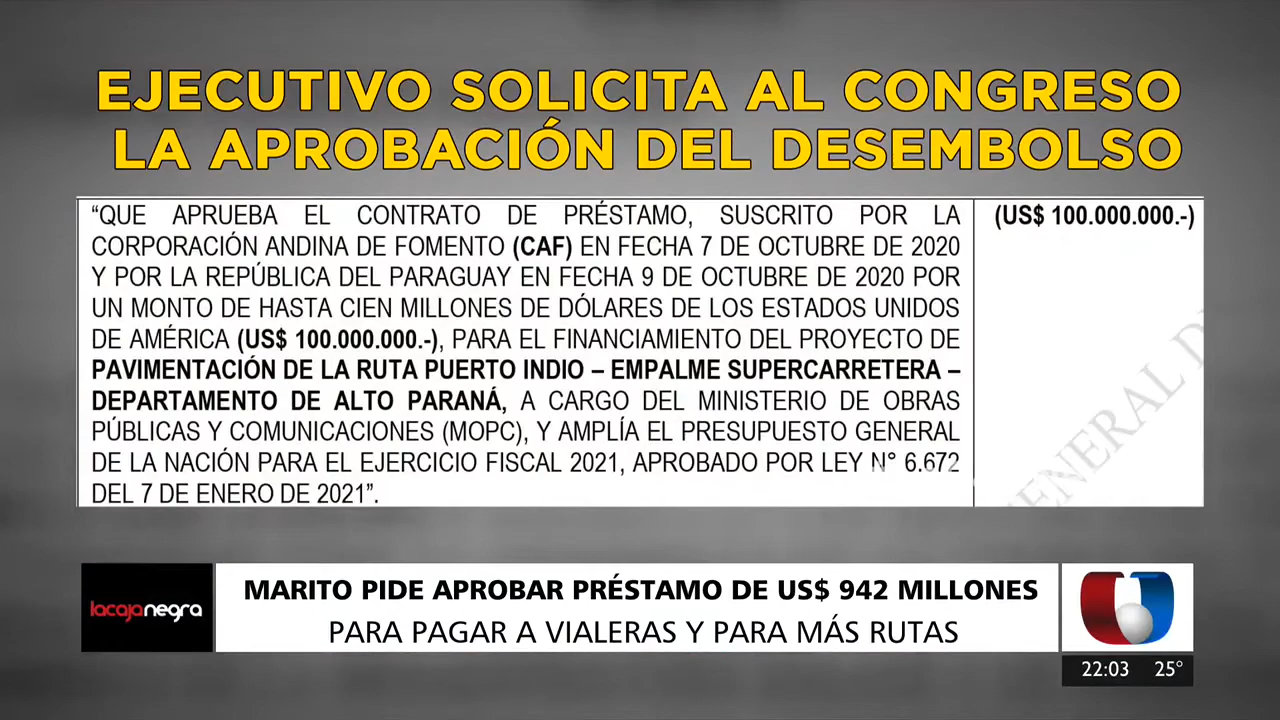 EJECUTIVO SOLICITA AL CONGRESO
LA APROBACIÓN DEL DESEMBOLSO
“QUE APRUEBA EL CONTRATO DE PRÉSTAMO, SUSCRITO POR LA
CORPORACIÓN ANDINA DE FOMENTO (CAF) EN FECHA 7 DE OCTUBRE DE 2020
Y POR LA REPÚBLICA DEL PARAGUAY EN FECHA 9 DE OCTUBRE DE 2020 POR
UN MONTO DE HASTA CIEN MILLONES DE DÓLARES DE LOS ESTADOS UNIDOS
DE AMÉRICA (US$ 100.000.000.-), PARA EL FINANCIAMIENTO DEL PROYECTO DE
PAVIMENTACIÓN DE LA RUTA PUERTO INDIO – EMPALME SUPERCARRETERA –
DEPARTAMENTO DE ALTO PARANÁ, A CARGO DEL MINISTERIO DE OBRAS
PÚBLICAS Y COMUNICACIONES (MOPC), Y AMPLÍA EL PRESUPUESTO GENERAL
DE LA NACIÓN PARA EL EJERCICIO FISCAL 2021, APROBADO POR LEY N° 6.672
DEL 7 DE ENERO DE 2021”.
(US$ 100.000.000.-)
GENERAL D
lacajanegra
MARITO PIDE APROBAR PRÉSTAMO DE US$ 942 MILLONES
PARA PAGAR A VIALERAS Y PARA MÁS RUTAS
22:03 25°